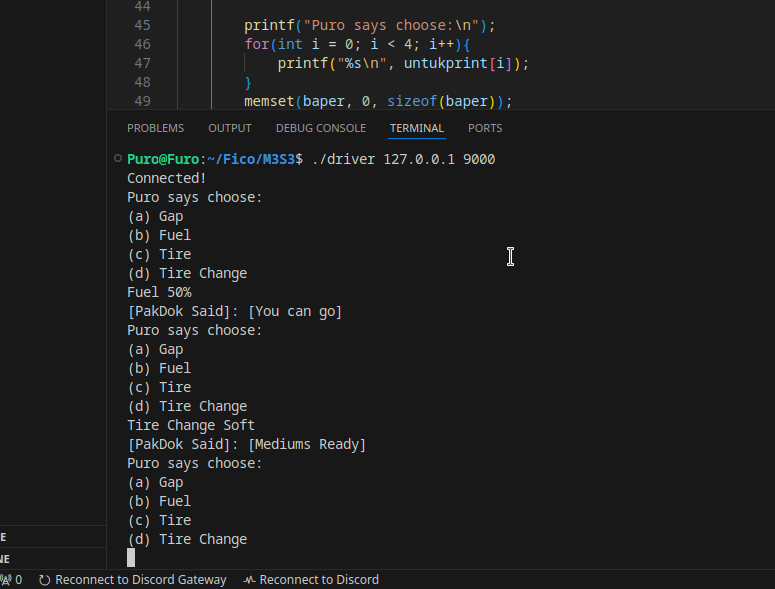 44
45 printf("Puro says choose:\n");
46 for(int i = 0; i < 4; i++){
47 printf("%s\n", untukprint[i]);
48 }
49 memset(baper, 0, sizeof(baper));
PROBLEMS OUTPUT DEBUG CONSOLE TERMINAL PORTS
Puro@Furo:~/Fico/M3S3$ ./driver 127.0.0.1 9000
Connected!
Puro says choose:
(a) Gap
(b) Fuel
(c) Tire
(d) Tire Change
Fuel 50%
[PakDok Said]: [You can go]
Puro says choose:
(a) Gap
(b) Fuel
(c) Tire
(d) Tire Change
Tire Change Soft
[PakDok Said]: [Mediums Ready]
Puro says choose:
(a) Gap
(b) Fuel
(c) Tire
(d) Tire Change
E
NE
0 Reconnect to Discord Gateway Reconnect to Discord